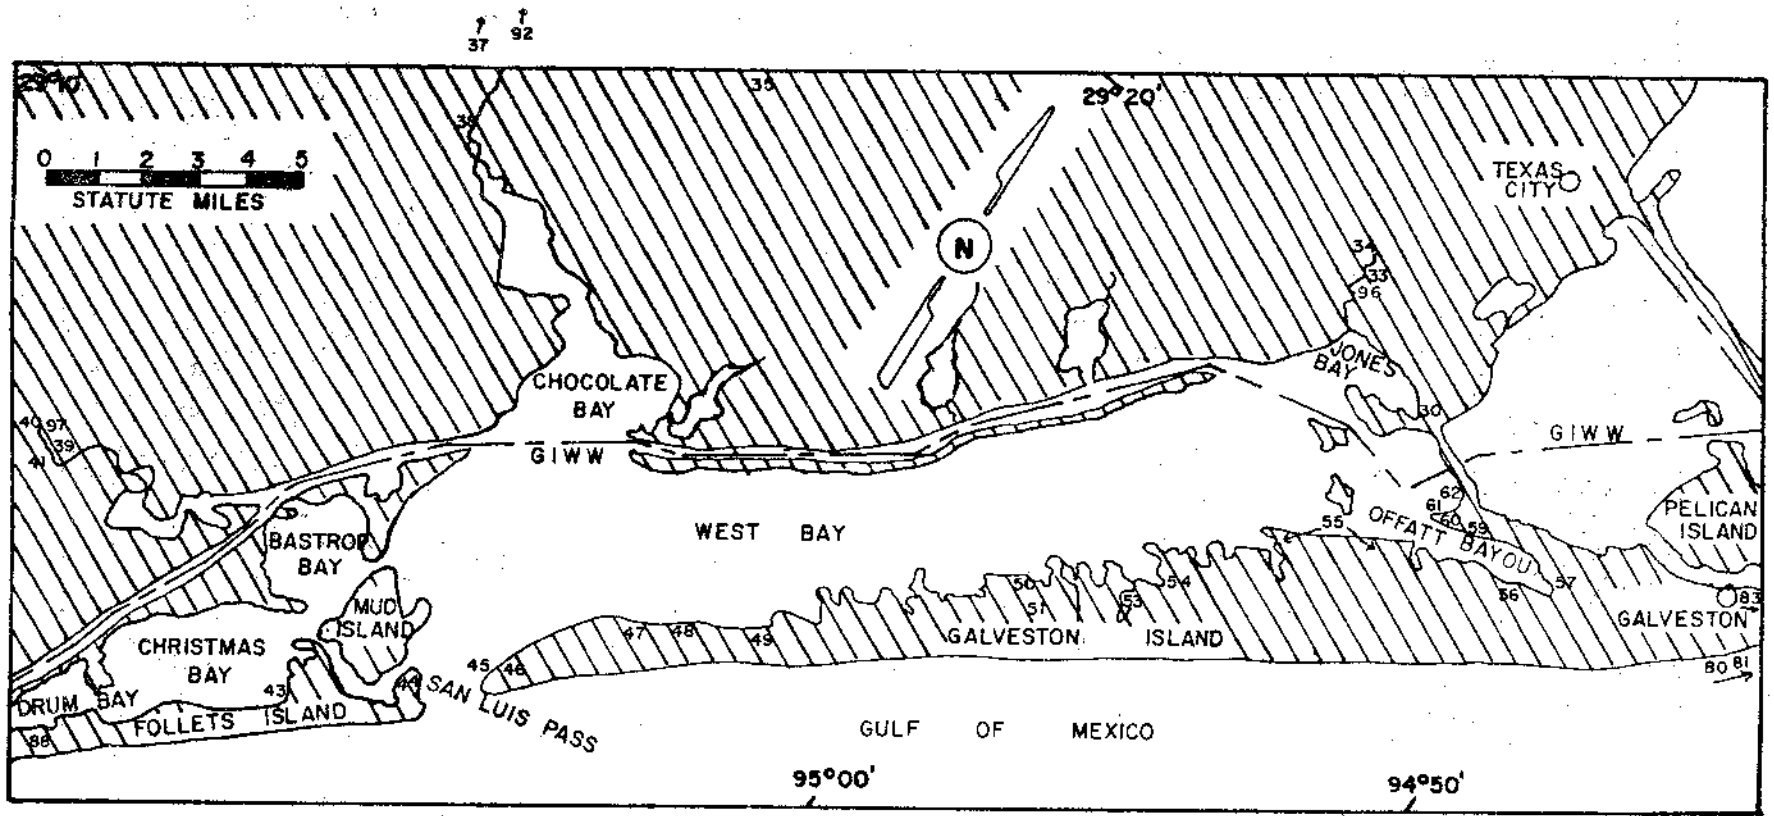 37 92
29°10
35
29°20'
38
0 1 2 3 4 5
STATUTE MILES
TEXAS
CITY
N
34
33
96
JONES
BAY
CHOCOLATE
BAY
30
40 97
39
41
GIWW
GIWW
62
61
60 59
PELICAN
ISLAND
WEST BAY
55
OFFATT BAYOU
BASTROP
BAY
50
54
57
56
51
53
83
MUD
ISLAND
47 48 49
GALVESTON ISLAND
GALVESTON
CHRISTMAS
BAY
45 46
80 81
43
44
SAN LUIS PASS
DRUM BAY
FOLLETS ISLAND
88
GULF OF MEXICO
95°00'
94°50'